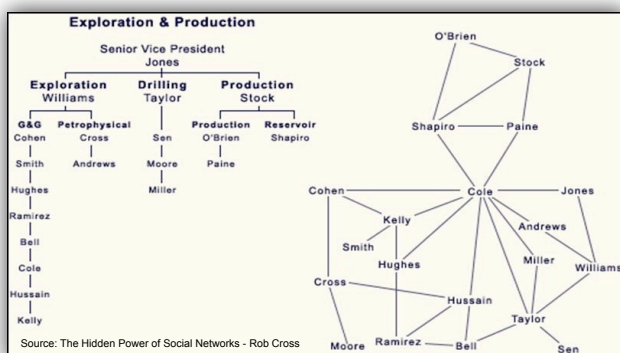 Exploration & Production
Senior Vice President
Jones
Exploration Drilling Production
Williams Taylor Stock
G&G Petrophysical Production Reservoir
Cohen Cross Sen O'Brien Shapiro
Smith Andrews Moore Paine
Hughes Miller
Ramirez
Bell
Cole
Hussain
Kelly
Source: The Hidden Power of Social Networks - Rob Cross
O'Brien
Stock
Shapiro Paine
Cohen Cole Jones
Kelly Andrews
Smith
Hughes Miller Williams
Cross
Hussain
Taylor
Moore Ramirez Bell Sen